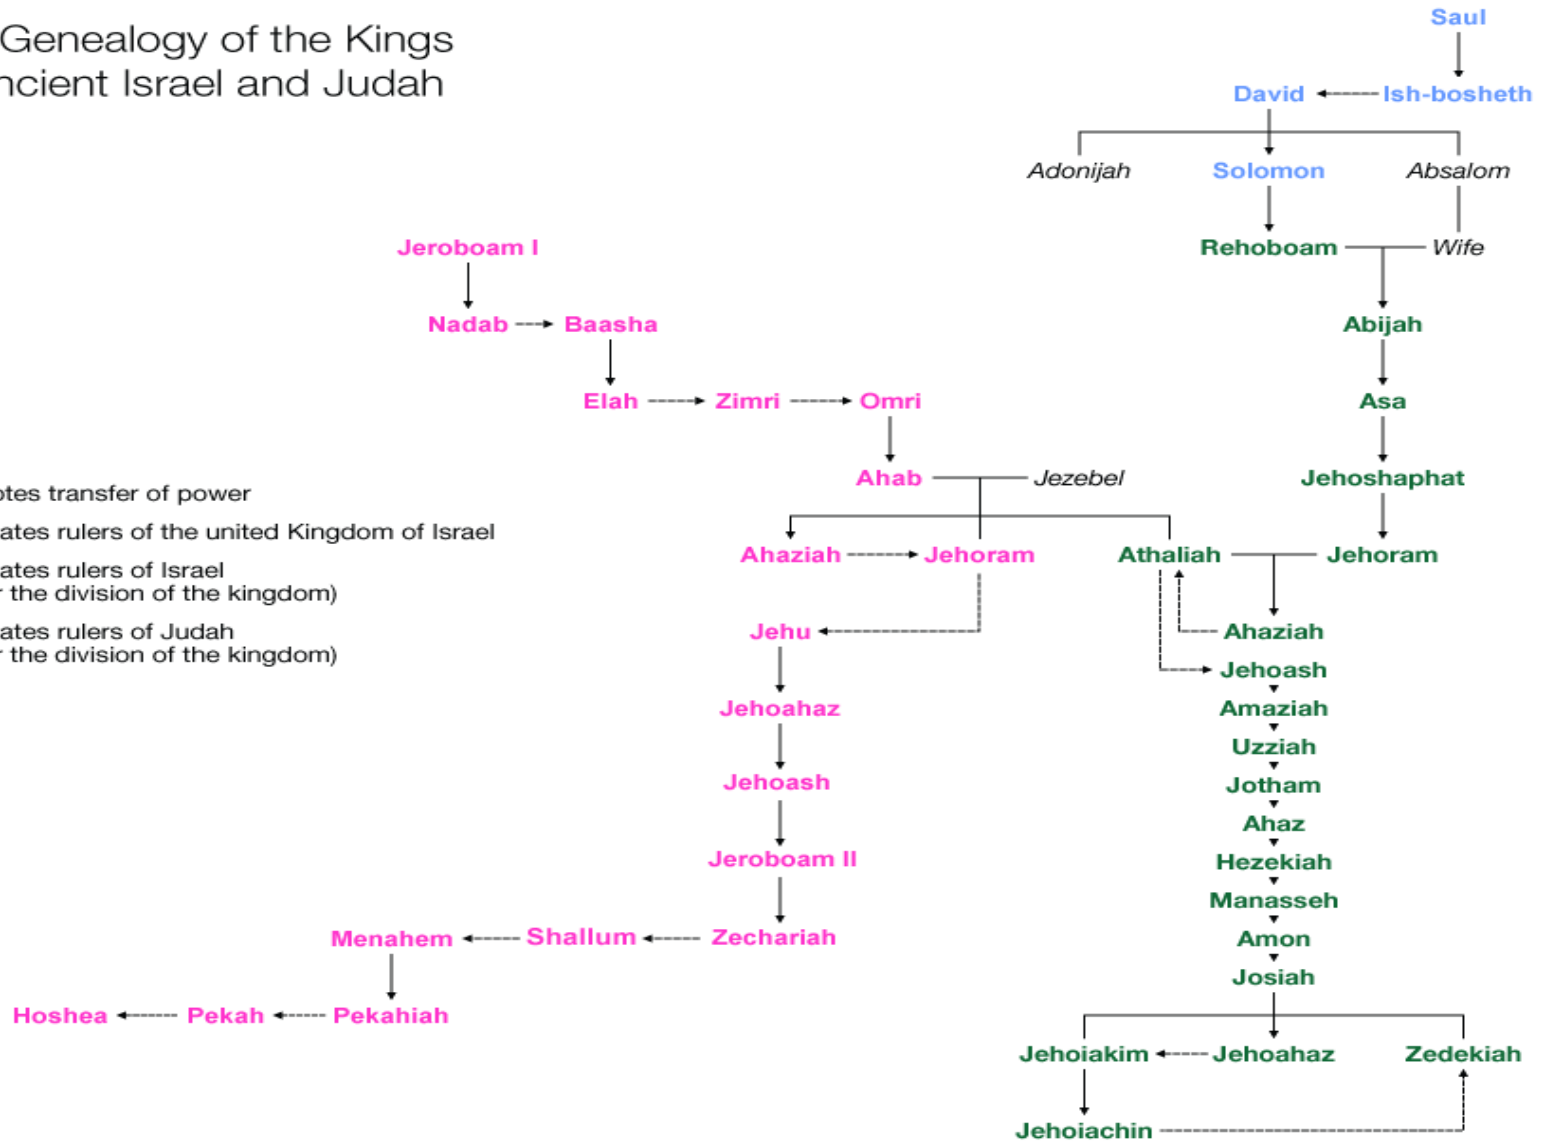 Genealogy of the Kings
ncient Israel and Judah
Saul
David Ish-bosheth
Adonijah Solomon Absalom
Jeroboam I Rehoboam Wife
Nadab Baasha Abijah
Elah Zimri Omri Asa
Ahab Jezebel Jehoshaphat
otes transfer of power
ates rulers of the united Kingdom of Israel
Ahaziah Jehoram Athaliah Jehoram
ates rulers of Israel
r the division of the kingdom)
Jehu Ahaziah
ates rulers of Judah
r the division of the kingdom)
Jehoash
Jehoahaz Amaziah
Uzziah
Jehoash Jotham
Ahaz
Jeroboam II Hezekiah
Manasseh
Menahem Shallum Zechariah Amon
Josiah
Hoshea Pekah Pekahiah
Jehoiakim Jehoahaz Zedekiah
Jehoiachin